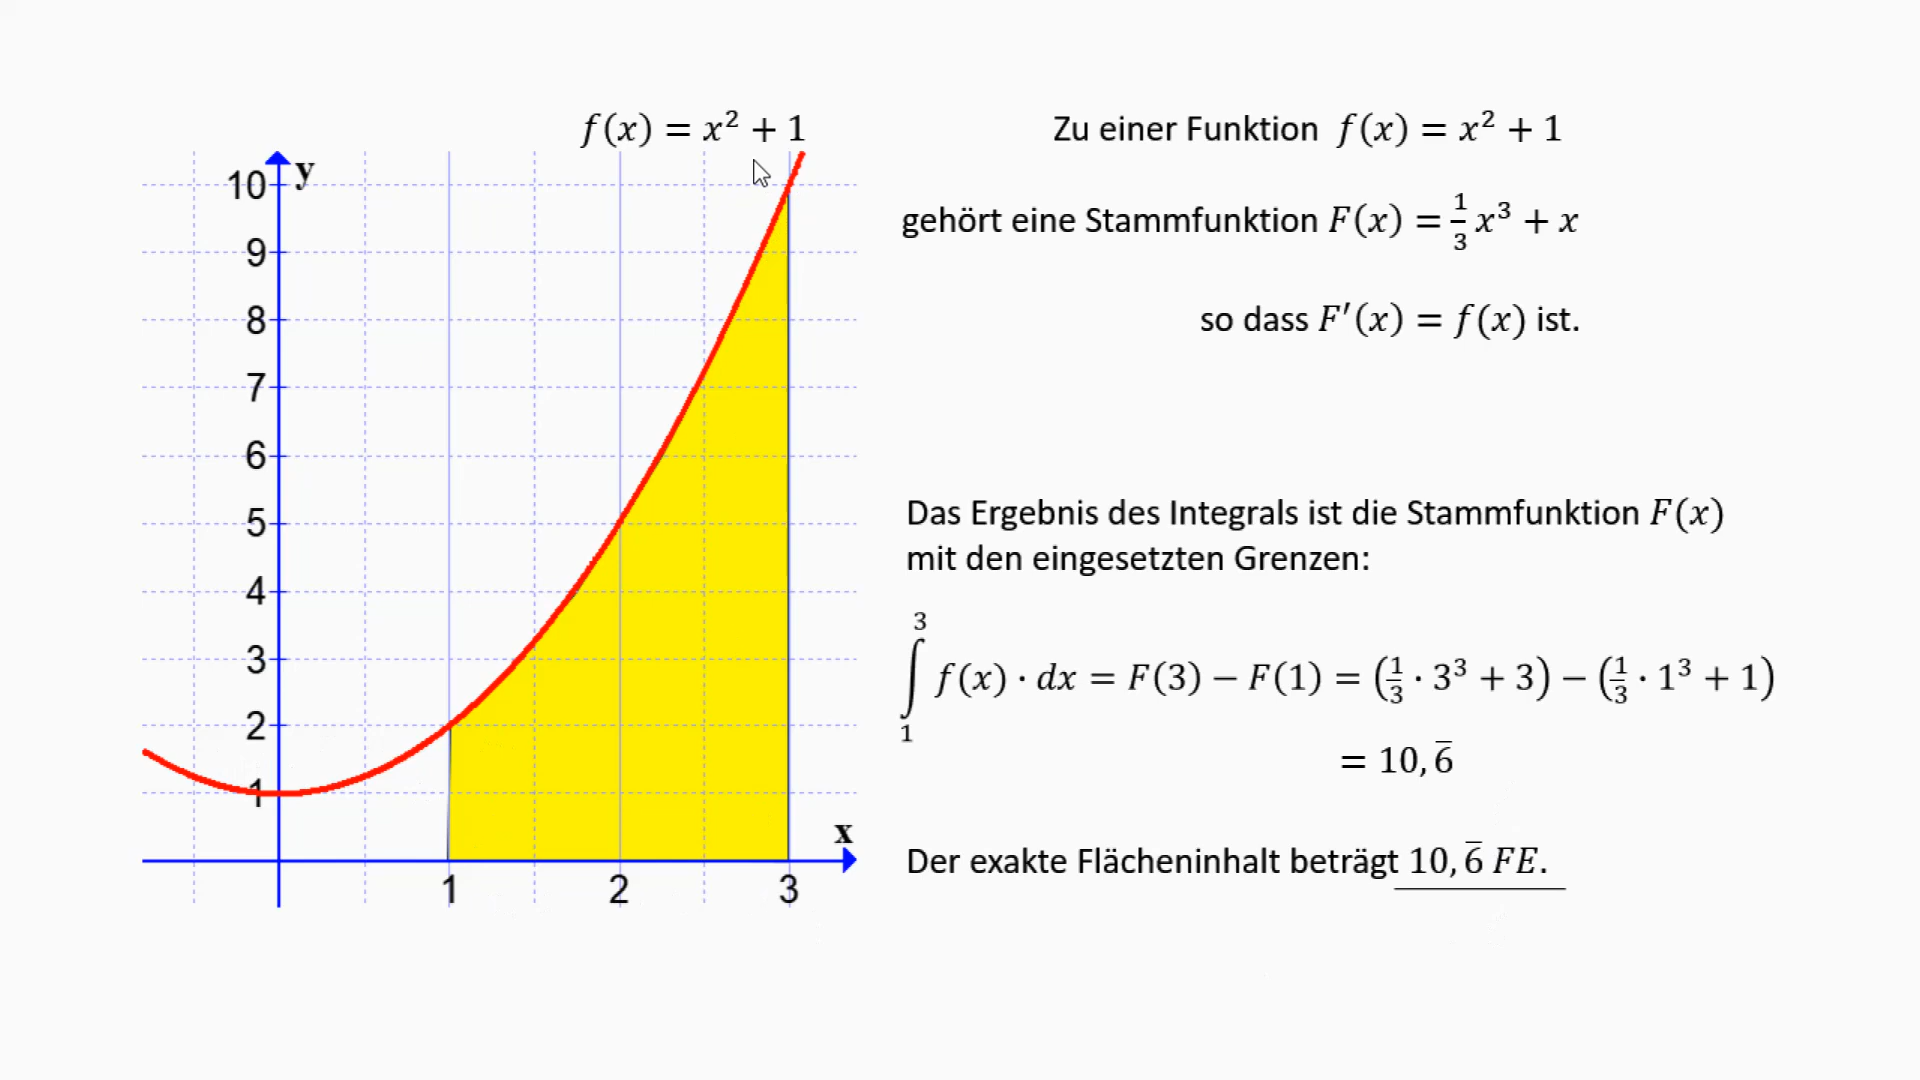 f(x) = x² + 1
y
10
9
8
7
6
5
4
3
2
1
x
1 2 3
Zu einer Funktion f(x) = x² + 1
gehört eine Stammfunktion F(x) = 1/3 x³ + x
so dass F′(x) = f(x) ist.
Das Ergebnis des Integrals ist die Stammfunktion F(x)
mit den eingesetzten Grenzen:
∫₁³ f(x) · dx = F(3) − F(1) = (1/3 · 3³ + 3) − (1/3 · 1³ + 1)
= 10,6̅
Der exakte Flächeninhalt beträgt 10,6̅ FE.